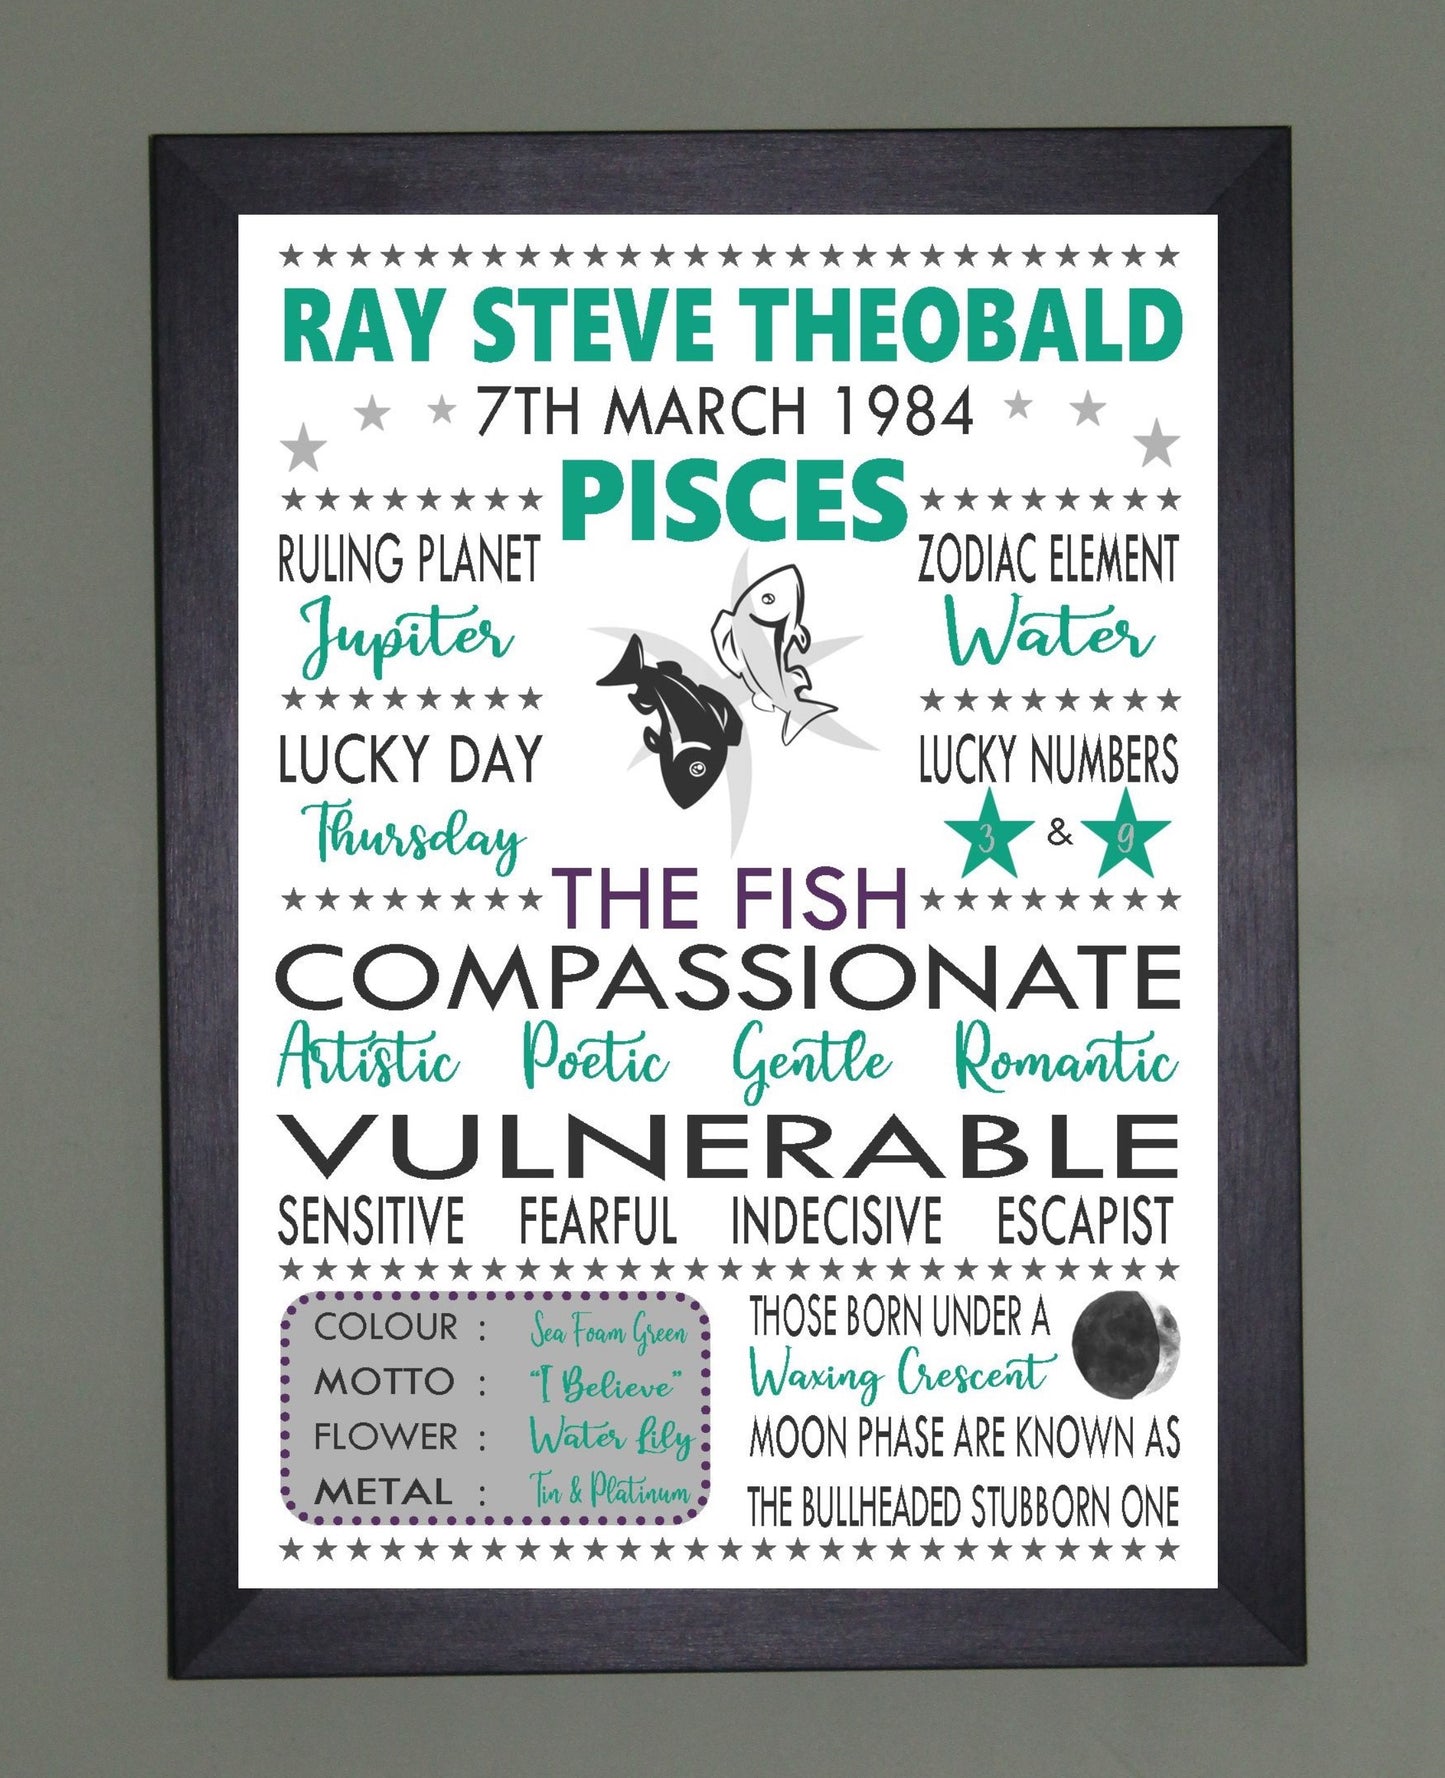 RAY STEVE THEOBALD
7TH MARCH 1984
PISCES
RULING PLANET
Jupiter
ZODIAC ELEMENT
Water
LUCKY DAY
Thursday
LUCKY NUMBERS
3 & 9
THE FISH
COMPASSIONATE
Artistic Poetic Gentle Romantic
VULNERABLE
SENSITIVE FEARFUL INDECISIVE ESCAPIST
COLOUR : Sea Foam Green
MOTTO : "I Believe"
FLOWER : Water Lily
METAL : Tin & Platinum
THOSE BORN UNDER A
Waxing Crescent
MOON PHASE ARE KNOWN AS
THE BULLHEADED STUBBORN ONE